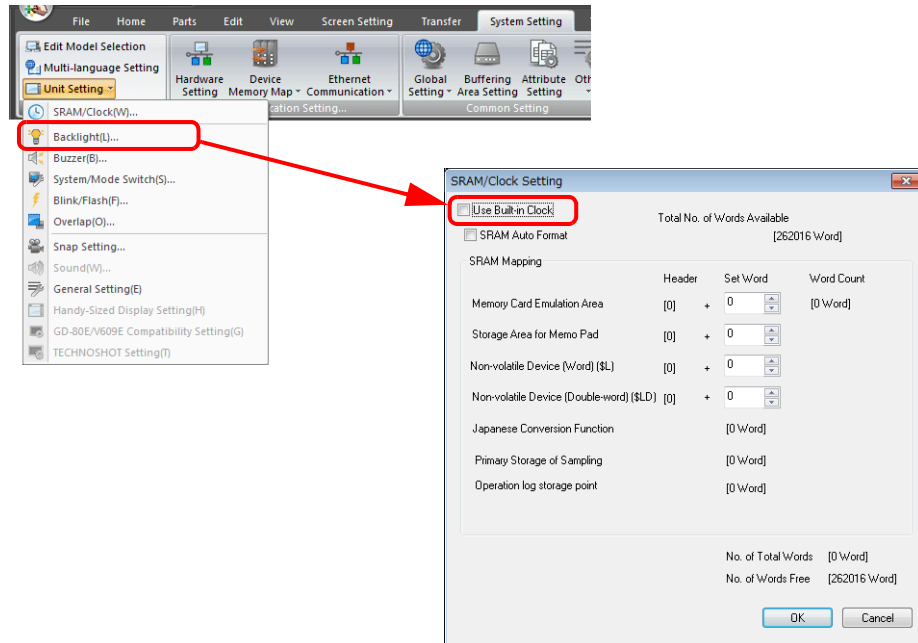 File Home Parts Edit View Screen Setting Transfer System Setting
Edit Model Selection
Multi-language Setting
Unit Setting
Hardware Setting
Device Memory Map
Ethernet Communication
Global Setting
Buffering Area Setting
Attribute Setting
Oth
cation Setting...
Common Setting
SRAM/Clock(W)...
Backlight(L)...
Buzzer(B)...
System/Mode Switch(S)...
Blink/Flash(F)...
Overlap(O)...
Snap Setting...
Sound(W)...
General Setting(E)
Handy-Sized Display Setting(H)
GD-80E/V609E Compatibility Setting(G)
TECHNOSHOT Setting(T)
SRAM/Clock Setting
Use Built-in Clock
Total No. of Words Available
SRAM Auto Format [262016 Word]
SRAM Mapping
Header Set Word Word Count
Memory Card Emulation Area [0] + 0 [0 Word]
Storage Area for Memo Pad [0] + 0
Non-volatile Device (Word) ($L) [0] + 0
Non-volatile Device (Double-word) ($LD) [0] + 0
Japanese Conversion Function [0 Word]
Primary Storage of Sampling [0 Word]
Operation log storage point [0 Word]
No. of Total Words [0 Word]
No. of Words Free [262016 Word]
OK Cancel